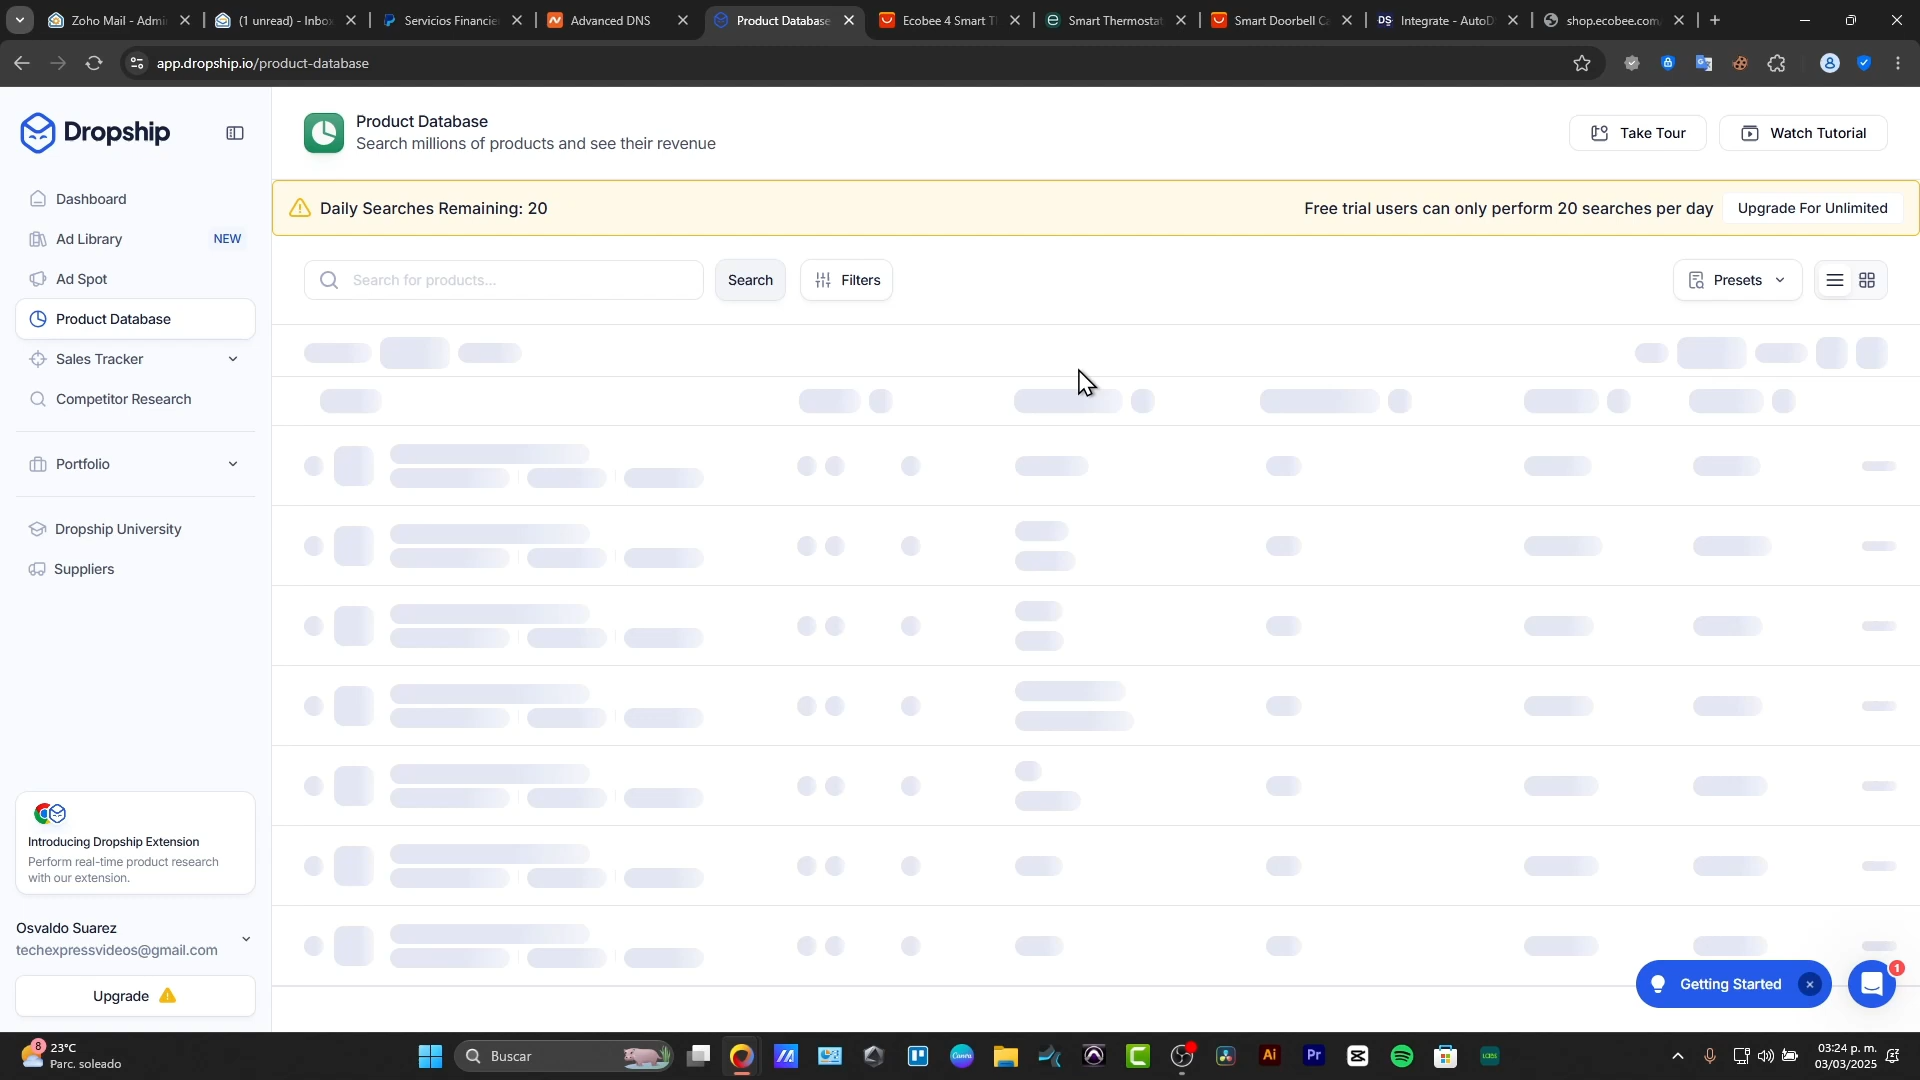 Zoho Mail - Admi
(1 unread) - Inbo
Servicios Financie
Advanced DNS
Product Database
Ecobee 4 Smart T
Smart Thermostat
Smart Doorbell C
DS
Integrate - AutoD
shop.ecobee.com
app.dropship.io/product-database
Dropship
Product Database
Search millions of products and see their revenue
Take Tour
Watch Tutorial
Daily Searches Remaining: 20
Free trial users can only perform 20 searches per day
Upgrade For Unlimited
Search for products...
Search
Filters
Presets
Dashboard
Ad Library
NEW
Ad Spot
Product Database
Sales Tracker
Competitor Research
Portfolio
Dropship University
Suppliers
Introducing Dropship Extension
Perform real-time product research
with our extension.
Osvaldo Suarez
techexpressvideos@gmail.com
Upgrade
Getting Started
1
8
23°C
Parc. soleado
Buscar
Canva
Ai
Pr
03:24 p. m.
03/03/2025